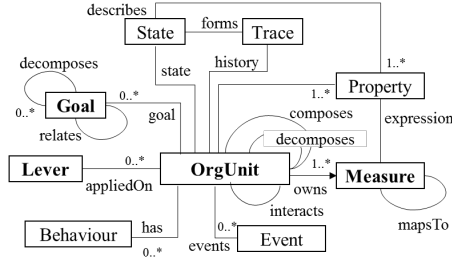 describes
State
forms
Trace
decomposes
state
history
1..*
0..*
Goal
0..*
1..*
Property
relates
goal
composes
expression
decomposes
Lever
0..*
OrgUnit
1..*
Measure
appliedOn
owns
interacts
mapsTo
Behaviour
has
0..*
Event
0..*
events